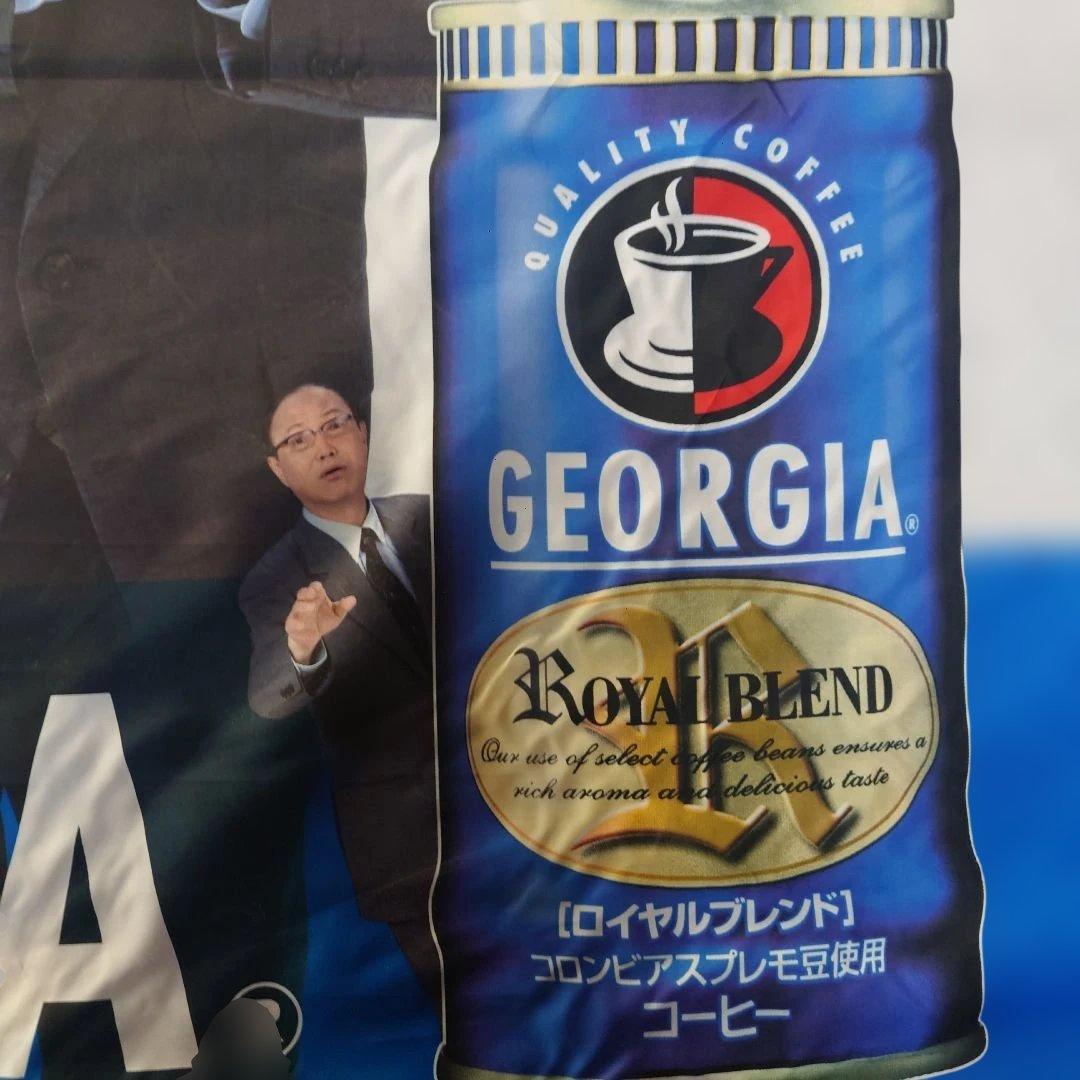 QUALITY COFFEE
GEORGIA®
ROYAL BLEND
Our use of select coffee beans ensures a
rich aroma and delicious taste
[ロイヤルブレンド]
コロンビアスプレモ豆使用
コーヒー
A